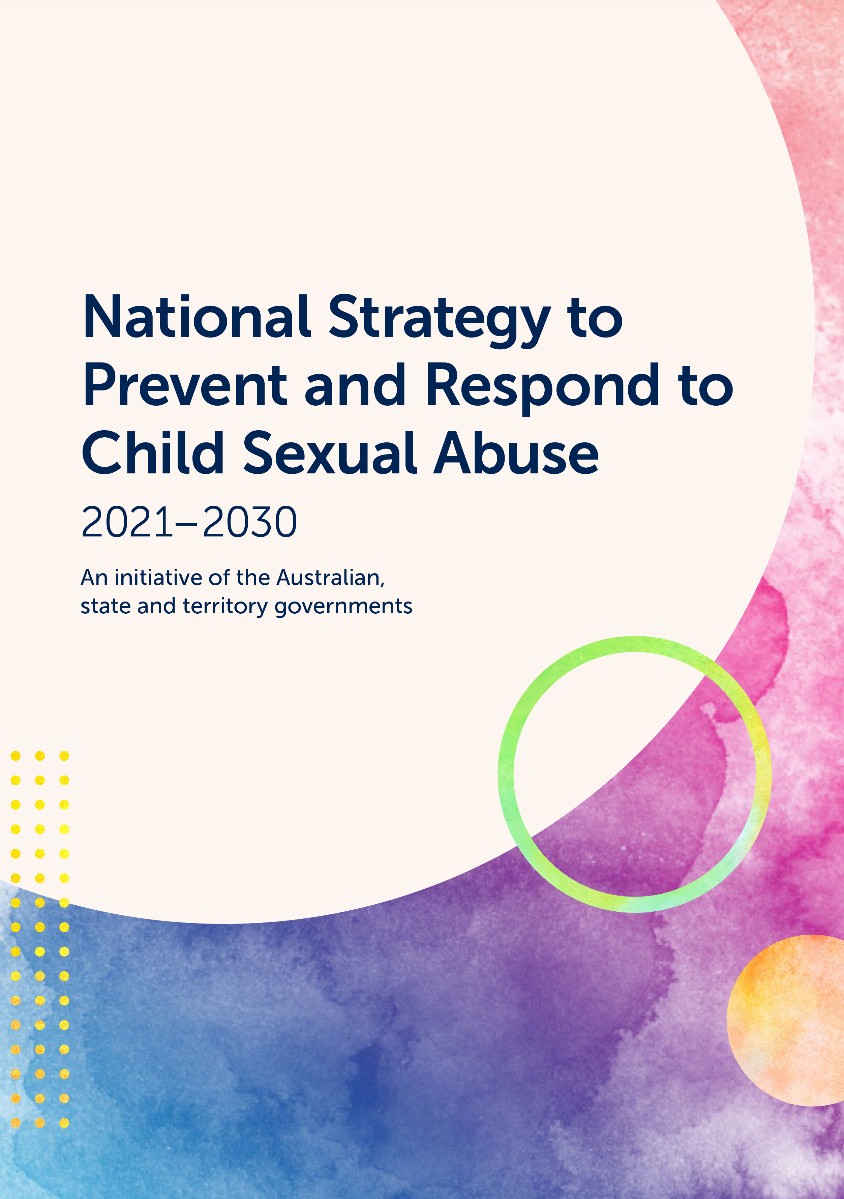 National Strategy to
Prevent and Respond to
Child Sexual Abuse
2021–2030
An initiative of the Australian,
state and territory governments